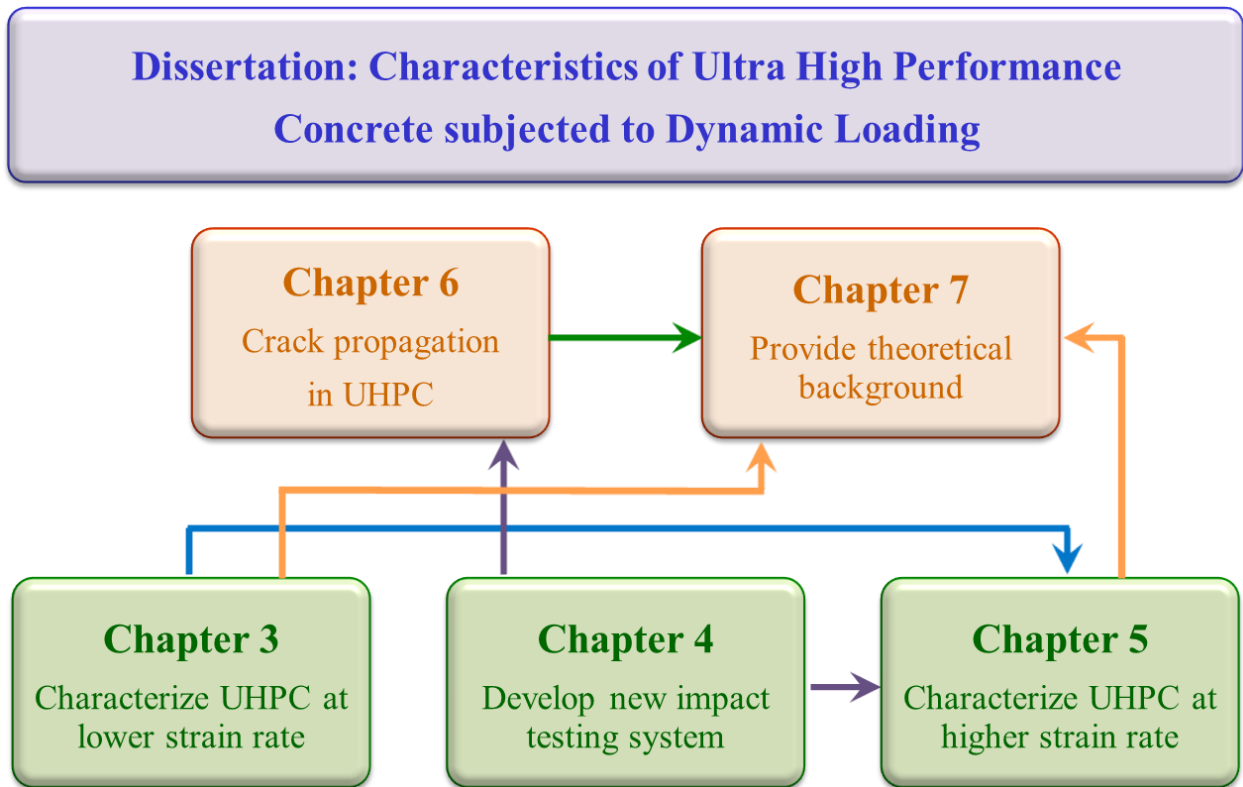 Dissertation: Characteristics of Ultra High Performance
Concrete subjected to Dynamic Loading
Chapter 6
Crack propagation
in UHPC
Chapter 7
Provide theoretical
background
Chapter 3
Characterize UHPC at
lower strain rate
Chapter 4
Develop new impact
testing system
Chapter 5
Characterize UHPC at
higher strain rate